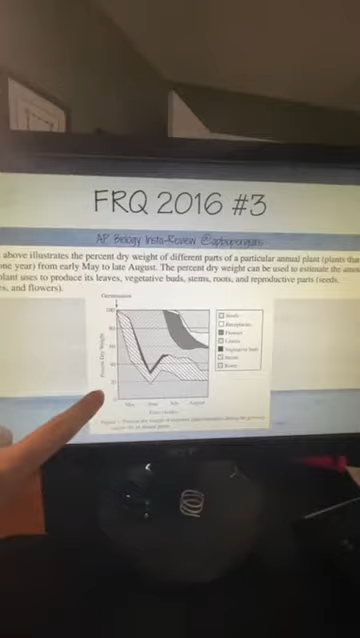 FRQ 2016 #3
AP Biology Insta-Review @apbiopenguins
above illustrates the percent dry weight of different parts of a particular annual plant (plants that
one year) from early May to late August. The percent dry weight can be used to estimate the amou
plant uses to produce its leaves, vegetative buds, stems, roots, and reproductive parts (seeds,
es, and flowers).
Germination
Percent Dry Weight
100
Seeds
Receptacles
Flowers
Leaves
Vegetative buds
Stems
Roots
May June July August